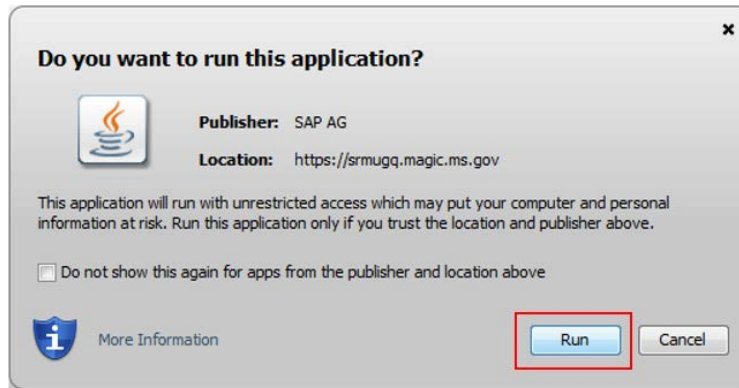 Do you want to run this application?
Publisher: SAP AG
Location: https://srmugq.magic.ms.gov
This application will run with unrestricted access which may put your computer and personal
information at risk. Run this application only if you trust the location and publisher above.
Do not show this again for apps from the publisher and location above
More Information
Run Cancel